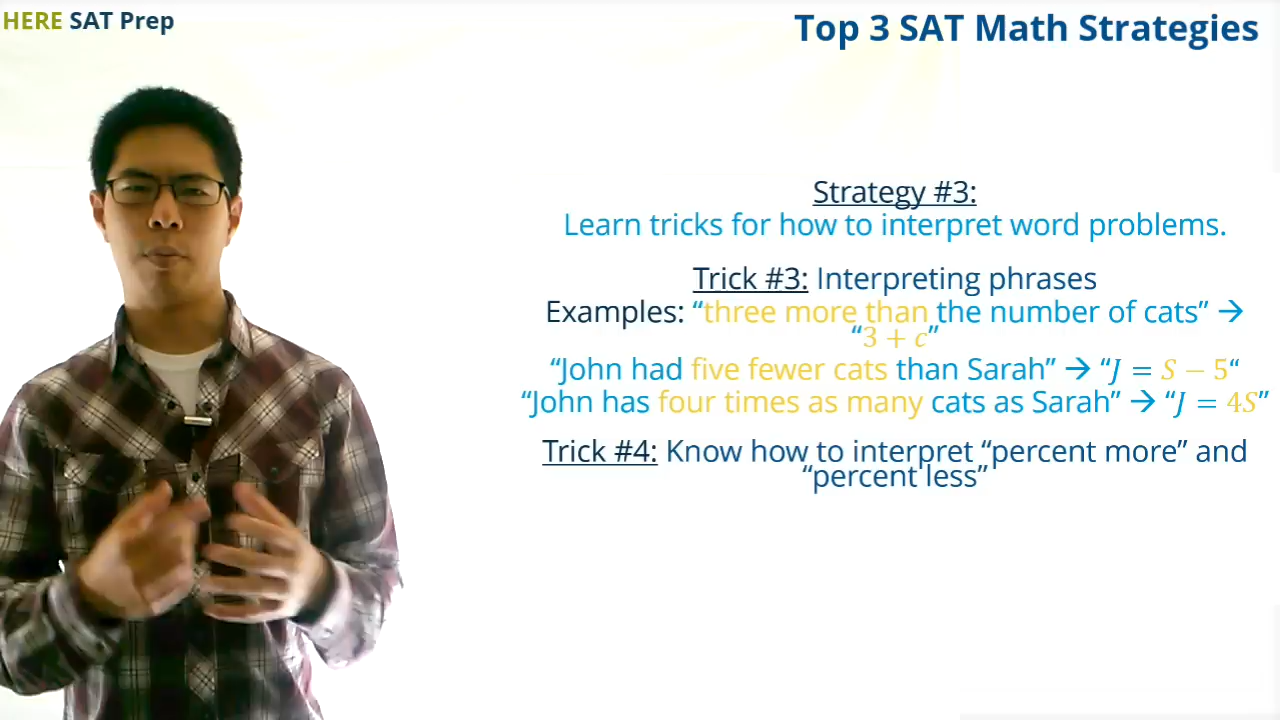 HERE SAT Prep
Top 3 SAT Math Strategies
Strategy #3:
Learn tricks for how to interpret word problems.
Trick #3: Interpreting phrases
Examples: “three more than the number of cats” →
“3 + c”
“John had five fewer cats than Sarah” → “J = S − 5“
“John has four times as many cats as Sarah” → “J = 4S”
Trick #4: Know how to interpret “percent more” and
“percent less”